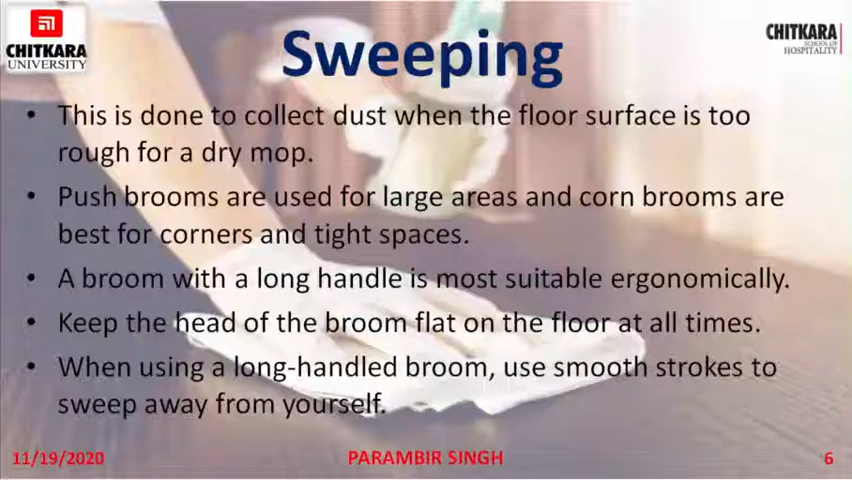 CHITKARA
UNIVERSITY
Sweeping
CHITKARA
SCHOOL OF
HOSPITALITY
• This is done to collect dust when the floor surface is too
rough for a dry mop.
• Push brooms are used for large areas and corn brooms are
best for corners and tight spaces.
• A broom with a long handle is most suitable ergonomically.
• Keep the head of the broom flat on the floor at all times.
• When using a long-handled broom, use smooth strokes to
sweep away from yourself.
11/19/2020
PARAMBIR SINGH
6